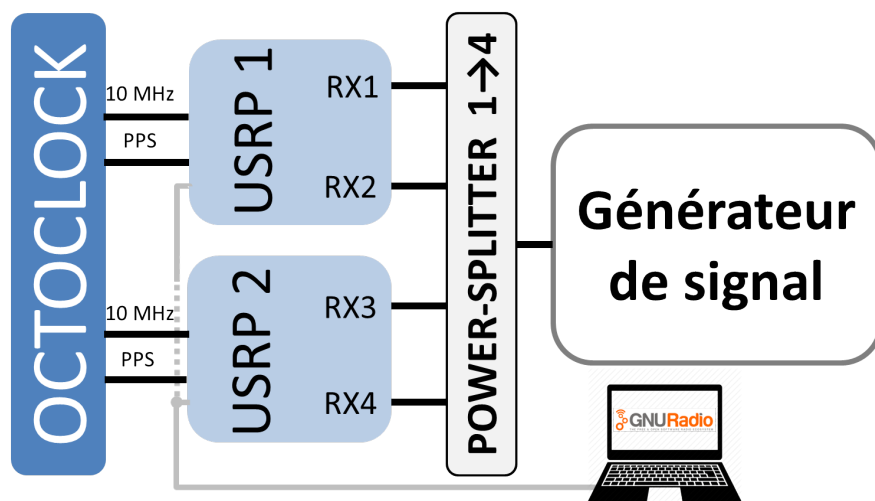 OCTOCLOCK
10 MHz
PPS
10 MHz
PPS
USRP 1
RX1
RX2
USRP 2
RX3
RX4
POWER-SPLITTER 1→4
Générateur
de signal
GNURadio